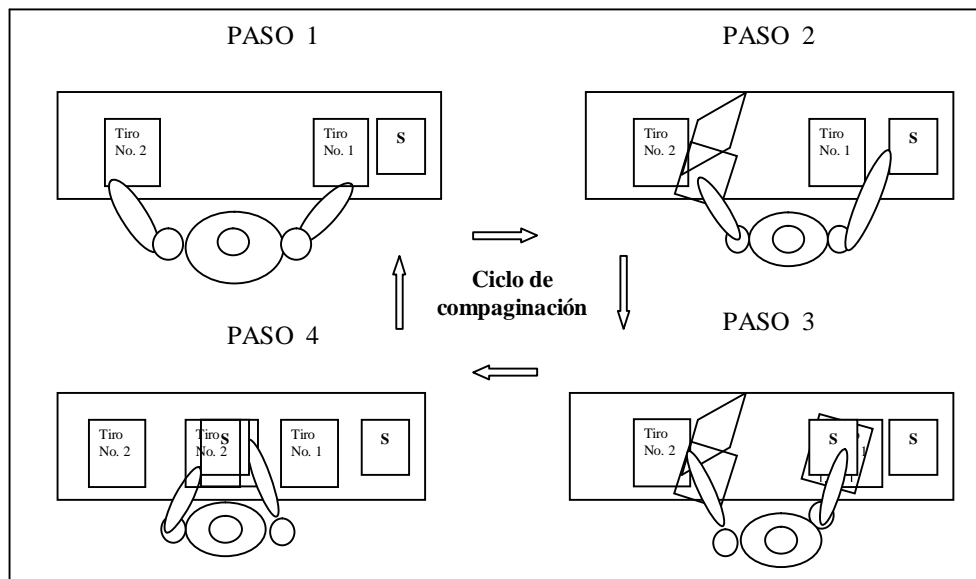 PASO 1
Tiro
No. 2
Tiro
No. 1
S
PASO 2
Tiro
No. 2
Tiro
No. 1
S
Ciclo de
compaginación
PASO 4
Tiro
No. 2
Tiro
No. 2
S
Tiro
No. 1
S
PASO 3
Tiro
No. 2
S
1
S